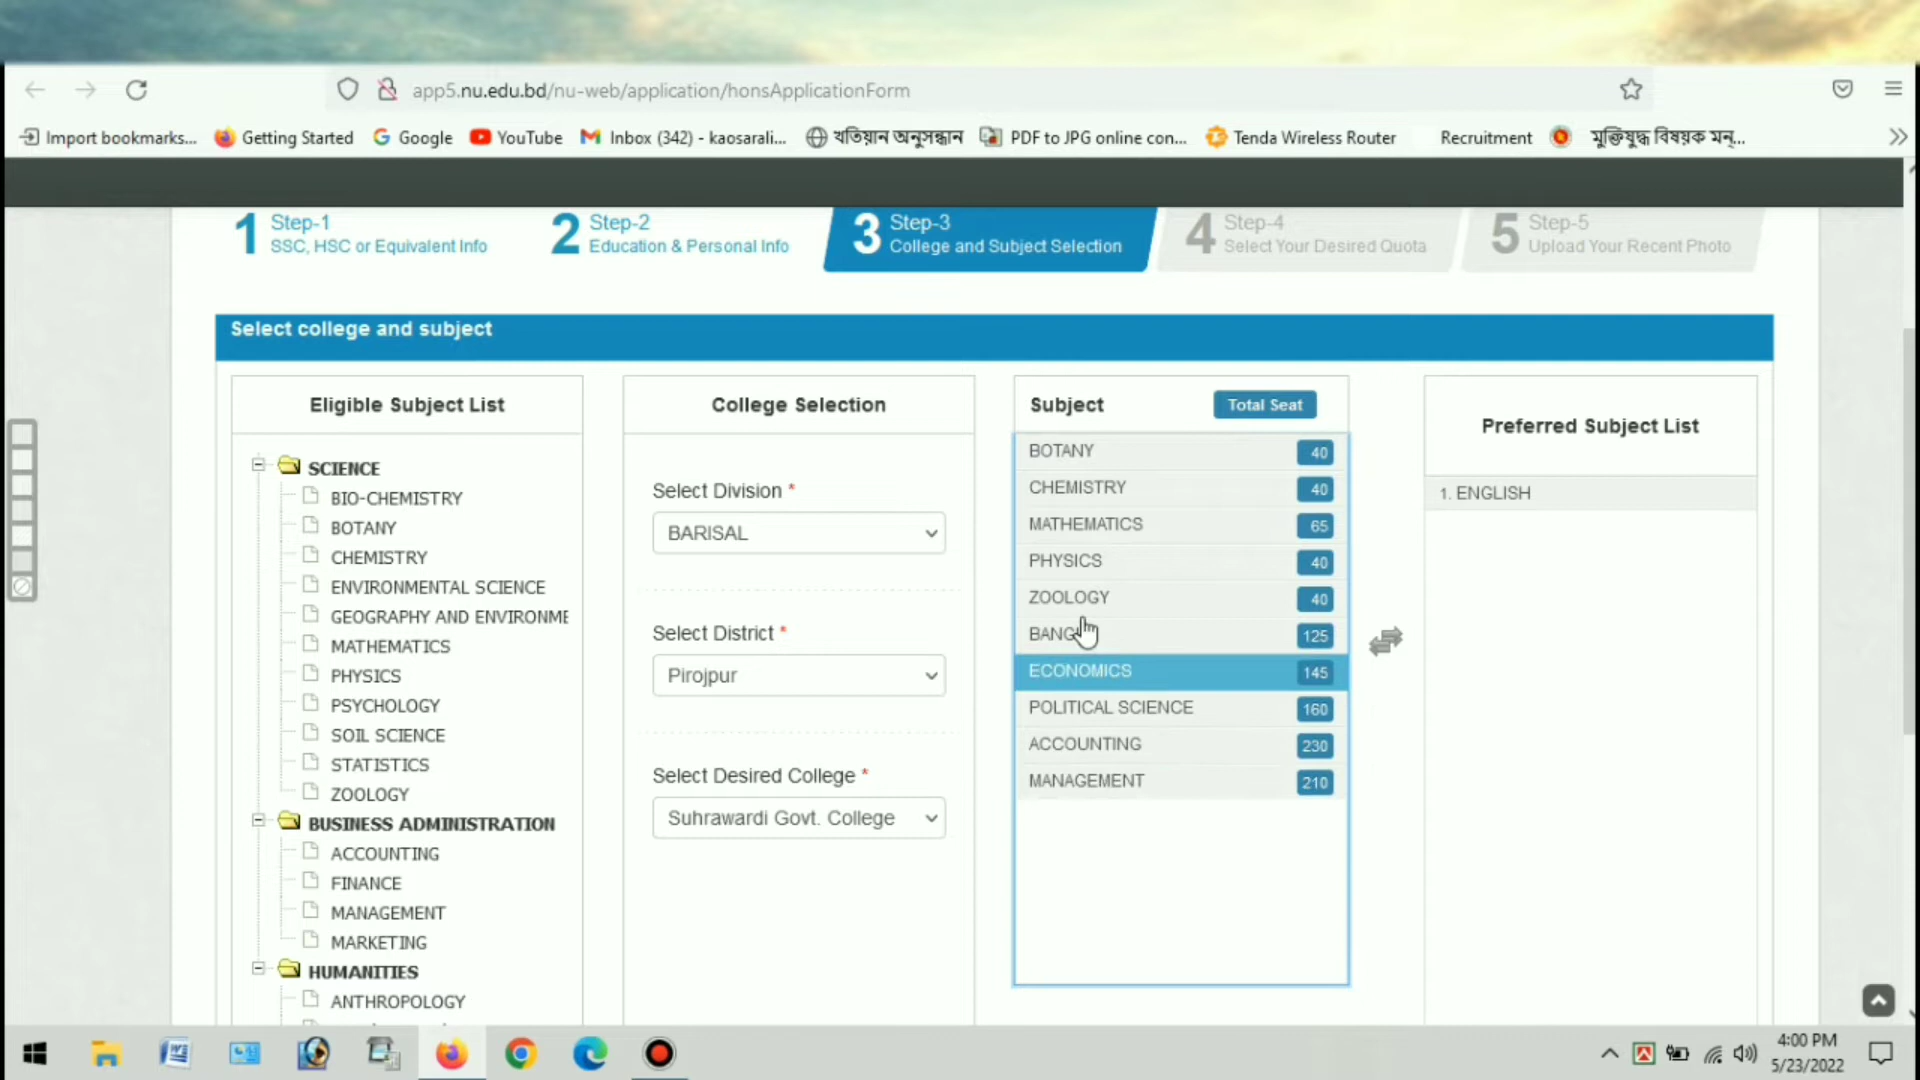 app5.nu.edu.bd/nu-web/application/honsApplicationForm
Import bookmarks... Getting Started Google YouTube Inbox (342) - kaosarali... খতিয়ান অনুসন্ধান PDF to JPG online con... Tenda Wireless Router Recruitment মুক্তিযুদ্ধ বিষয়ক মন্...
1 Step-1 2 Step-2 3 Step-3 4 Step-4 5 Step-5
SSC, HSC or Equivalent Info Education & Personal Info College and Subject Selection Select Your Desired Quota Upload Your Recent Photo
Select college and subject
Eligible Subject List
SCIENCE
BIO-CHEMISTRY
BOTANY
CHEMISTRY
ENVIRONMENTAL SCIENCE
GEOGRAPHY AND ENVIRONME
MATHEMATICS
PHYSICS
PSYCHOLOGY
SOIL SCIENCE
STATISTICS
ZOOLOGY
BUSINESS ADMINISTRATION
ACCOUNTING
FINANCE
MANAGEMENT
MARKETING
HUMANITIES
ANTHROPOLOGY
College Selection
Select Division *
BARISAL
Select District *
Pirojpur
Select Desired College *
Suhrawardi Govt. College
Subject Total Seat
BOTANY 40
CHEMISTRY 40
MATHEMATICS 65
PHYSICS 40
ZOOLOGY 40
125
ECONOMICS 145
POLITICAL SCIENCE 160
ACCOUNTING 230
MANAGEMENT 210
Preferred Subject List
1. ENGLISH
4:00 PM
5/23/2022